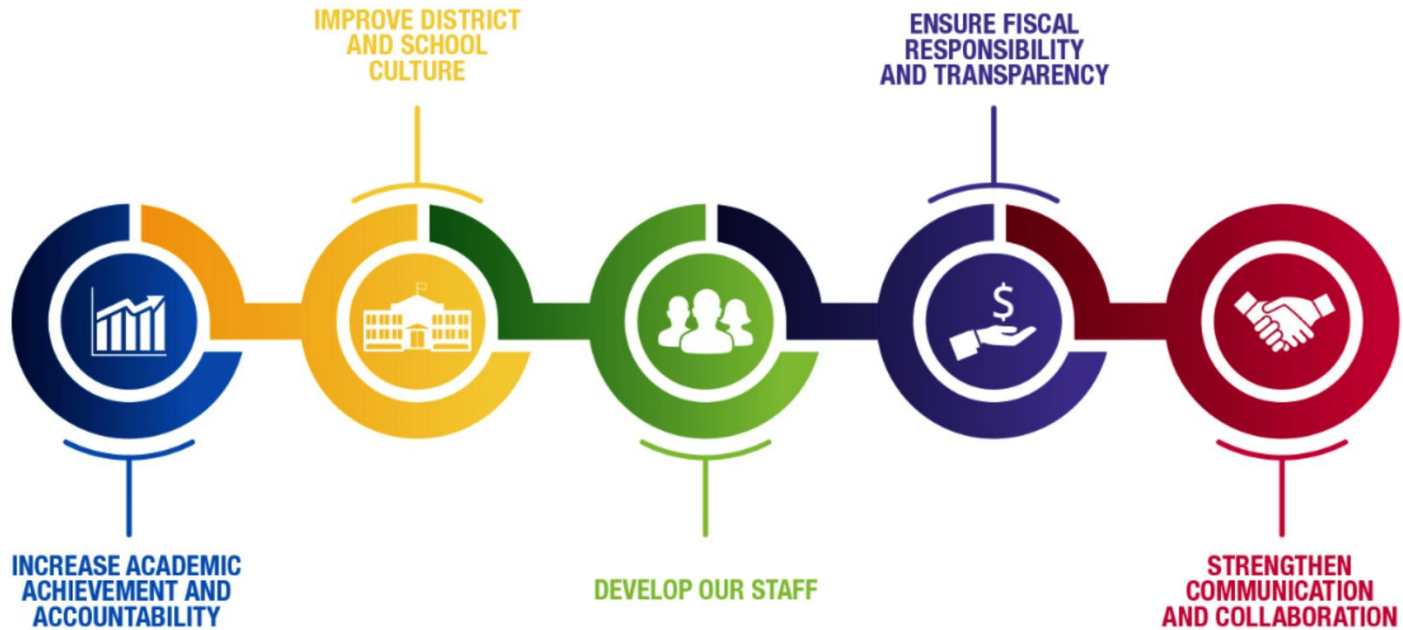 IMPROVE DISTRICT
AND SCHOOL
CULTURE
ENSURE FISCAL
RESPONSIBILITY
AND TRANSPARENCY
$
INCREASE ACADEMIC
ACHIEVEMENT AND
ACCOUNTABILITY
DEVELOP OUR STAFF
STRENGTHEN
COMMUNICATION
AND COLLABORATION